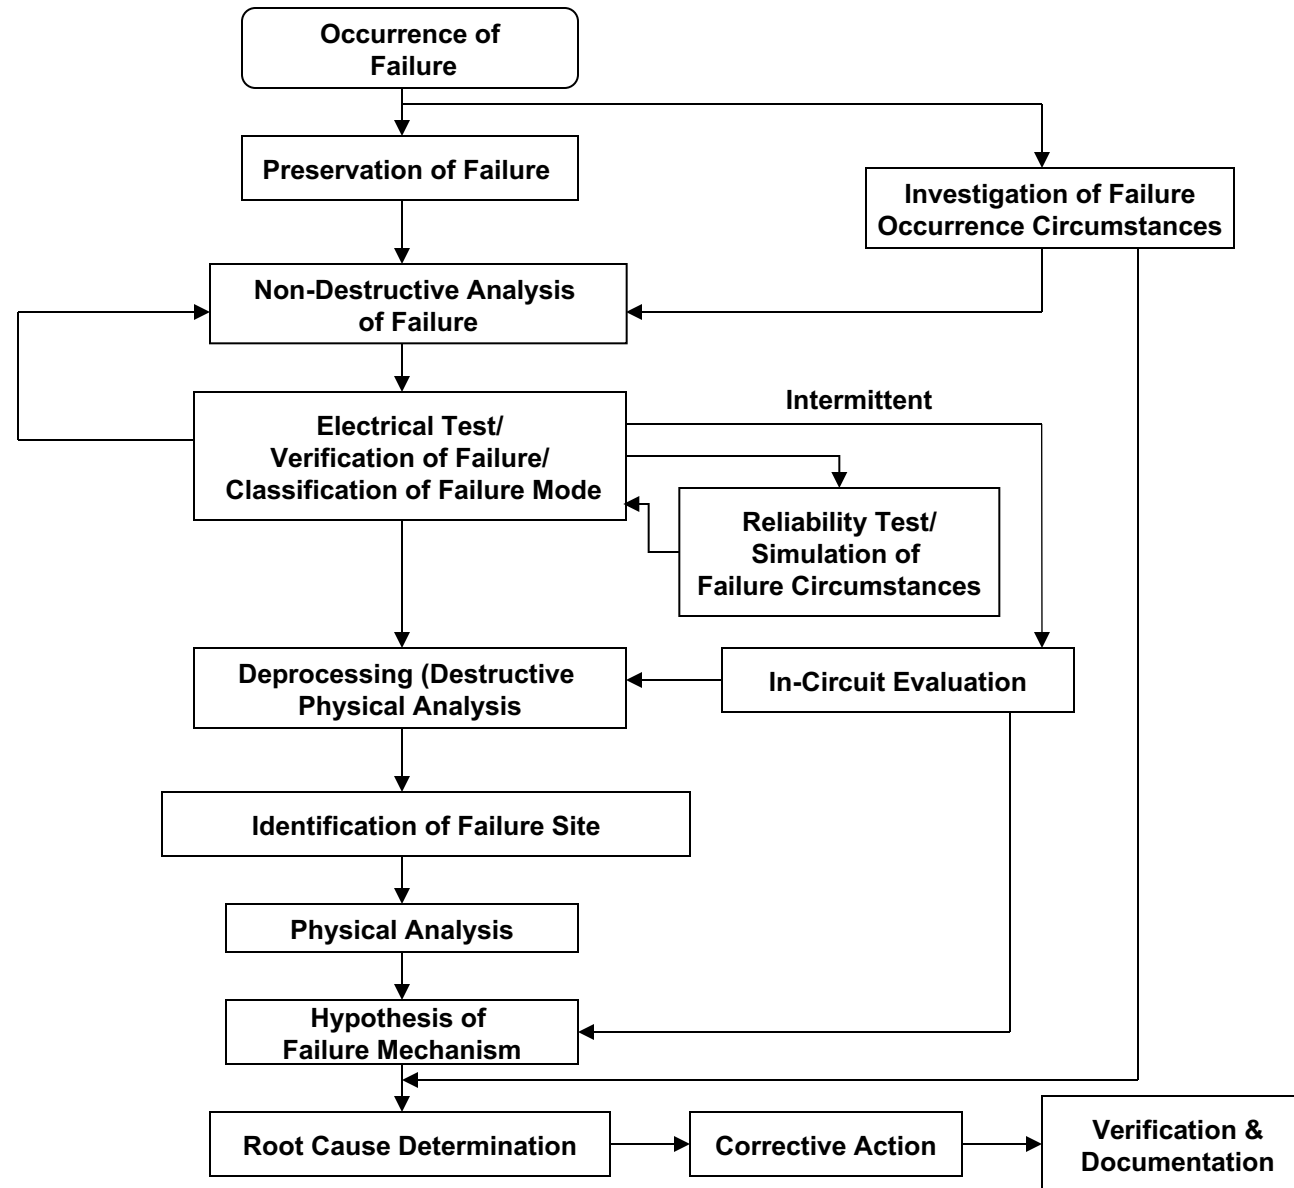 Occurrence of
Failure
Preservation of Failure
Investigation of Failure
Occurrence Circumstances
Non-Destructive Analysis
of Failure
Intermittent
Electrical Test/
Verification of Failure/
Classification of Failure Mode
Reliability Test/
Simulation of
Failure Circumstances
Deprocessing (Destructive
Physical Analysis
In-Circuit Evaluation
Identification of Failure Site
Physical Analysis
Hypothesis of
Failure Mechanism
Root Cause Determination
Corrective Action
Verification &
Documentation